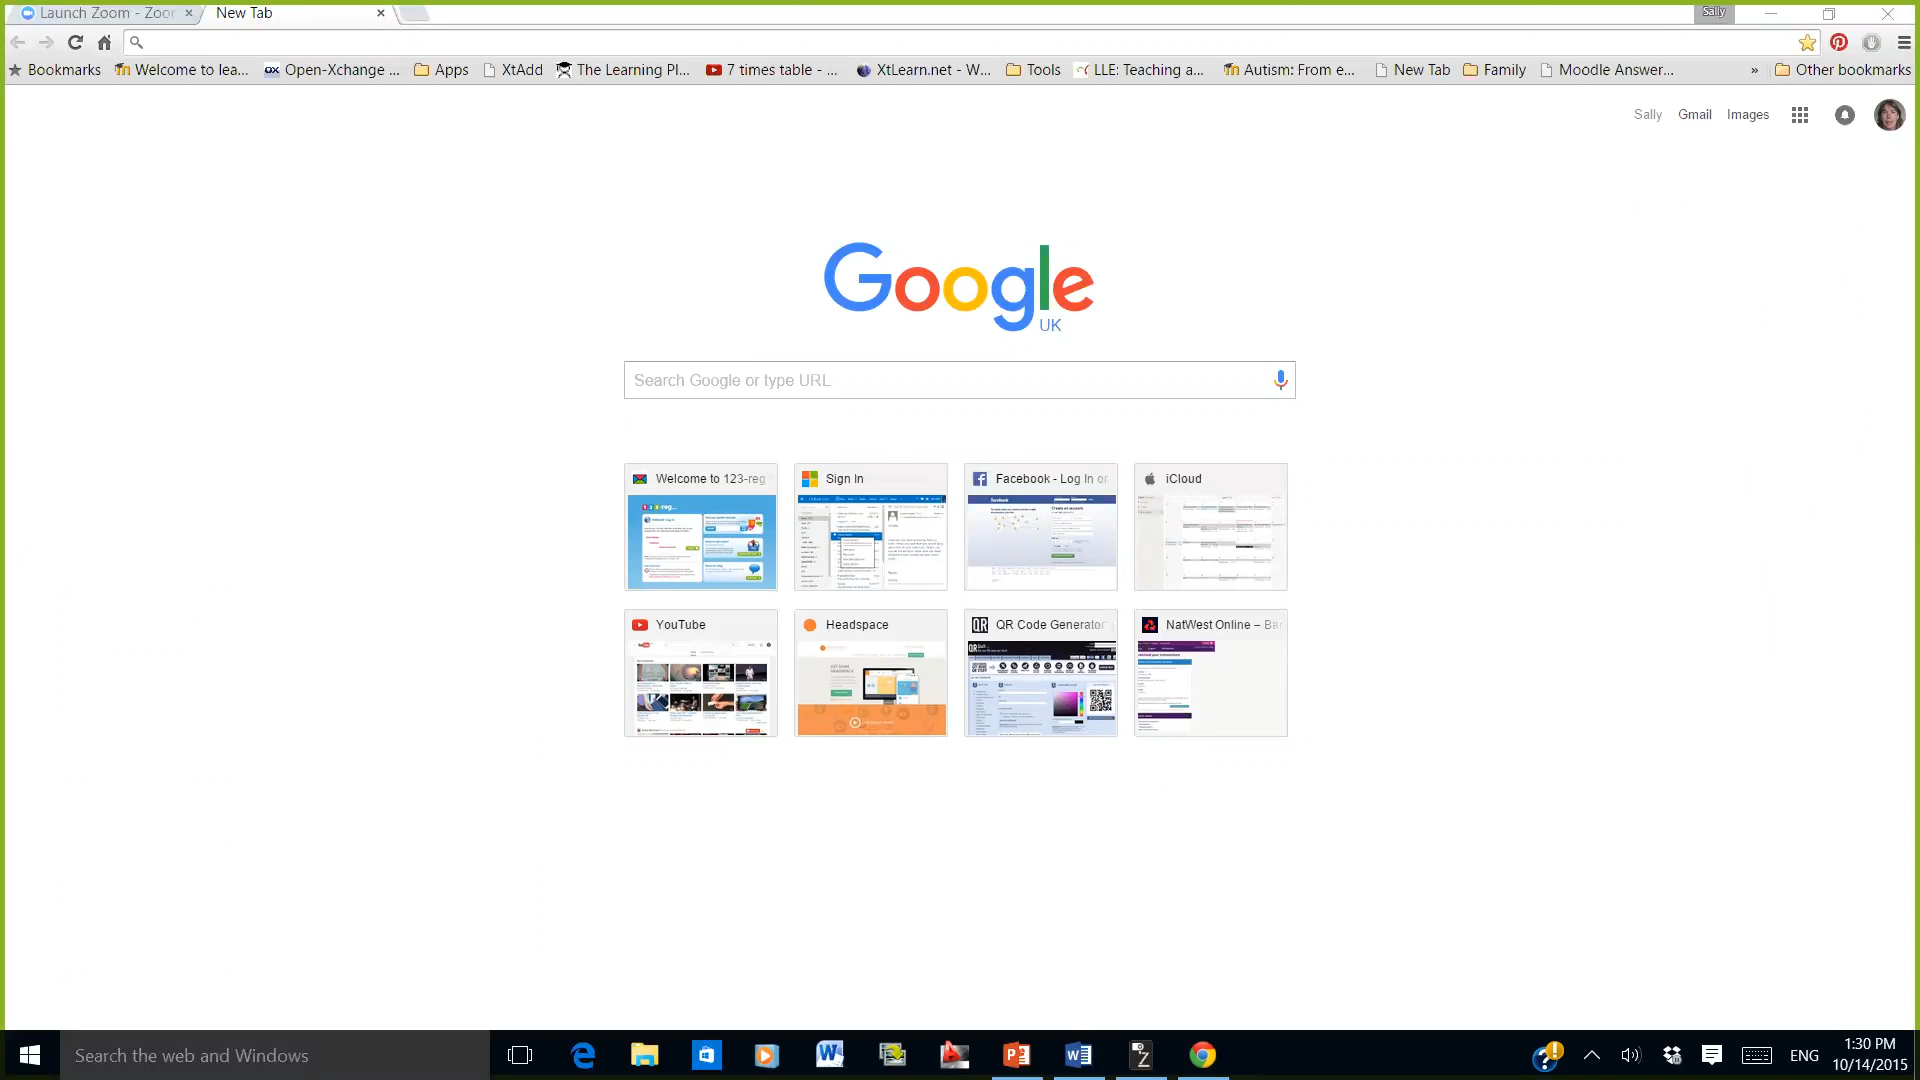 Launch Zoom - Zoor
New Tab
Sally
Bookmarks
Welcome to lea...
Open-Xchange ...
Apps
XtAdd
The Learning Pl...
7 times table - ...
XtLearn.net - W...
Tools
LLE: Teaching a...
Autism: From e...
New Tab
Family
Moodle Answer...
»
Other bookmarks
Sally
Gmail
Images
Google
UK
Search Google or type URL
Welcome to 123-reg
Sign In
Facebook - Log In or
iCloud
YouTube
Headspace
QR Code Generator
NatWest Online – Ba
Search the web and Windows
ENG
1:30 PM
10/14/2015